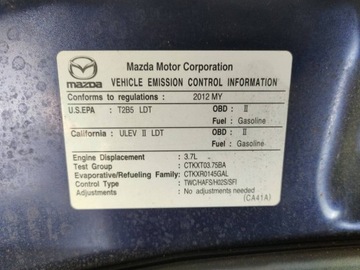 mazda
Mazda Motor Corporation
VEHICLE EMISSION CONTROL INFORMATION
Conforms to regulations : 2012 MY
U.S.EPA : T2B5 LDT OBD : II
Fuel : Gasoline
California : ULEV II LDT OBD : II
Fuel : Gasoline
Engine Displacement : 3.7L
Test Group : CTKXT03.75BA
Evaporative/Refueling Family: CTKXR0145GAL
Control Type : TWC/HAFS/HO2S/SFI
Adjustments : No adjustments needed
(CA41A)